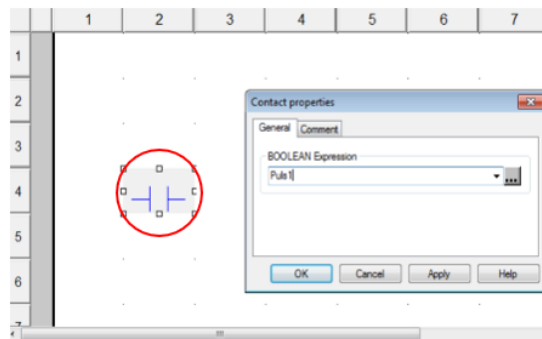 1 2 3 4 5 6 7
1
2
3
4
5
6
7
Contact properties
General Comment
BOOLEAN Expression
Puls1
...
OK Cancel Apply Help